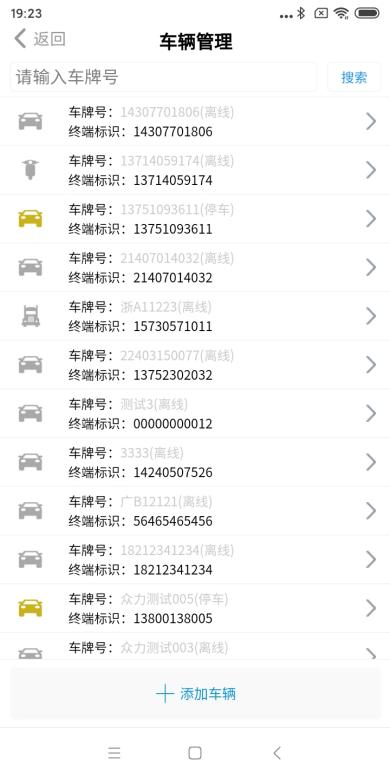 19:23
返回
车辆管理
请输入车牌号
搜索
车牌号：14307701806(离线)
终端标识：14307701806
车牌号：13714059174(离线)
终端标识：13714059174
车牌号：13751093611(停车)
终端标识：13751093611
车牌号：21407014032(离线)
终端标识：21407014032
车牌号：浙A11223(离线)
终端标识：15730571011
车牌号：22403150077(离线)
终端标识：13752302032
车牌号：测试3(离线)
终端标识：00000000012
车牌号：3333(离线)
终端标识：14240507526
车牌号：广B12121(离线)
终端标识：56465465456
车牌号：18212341234(离线)
终端标识：18212341234
车牌号：众力测试005(停车)
终端标识：13800138005
车牌号：众力测试003(离线)
添加车辆